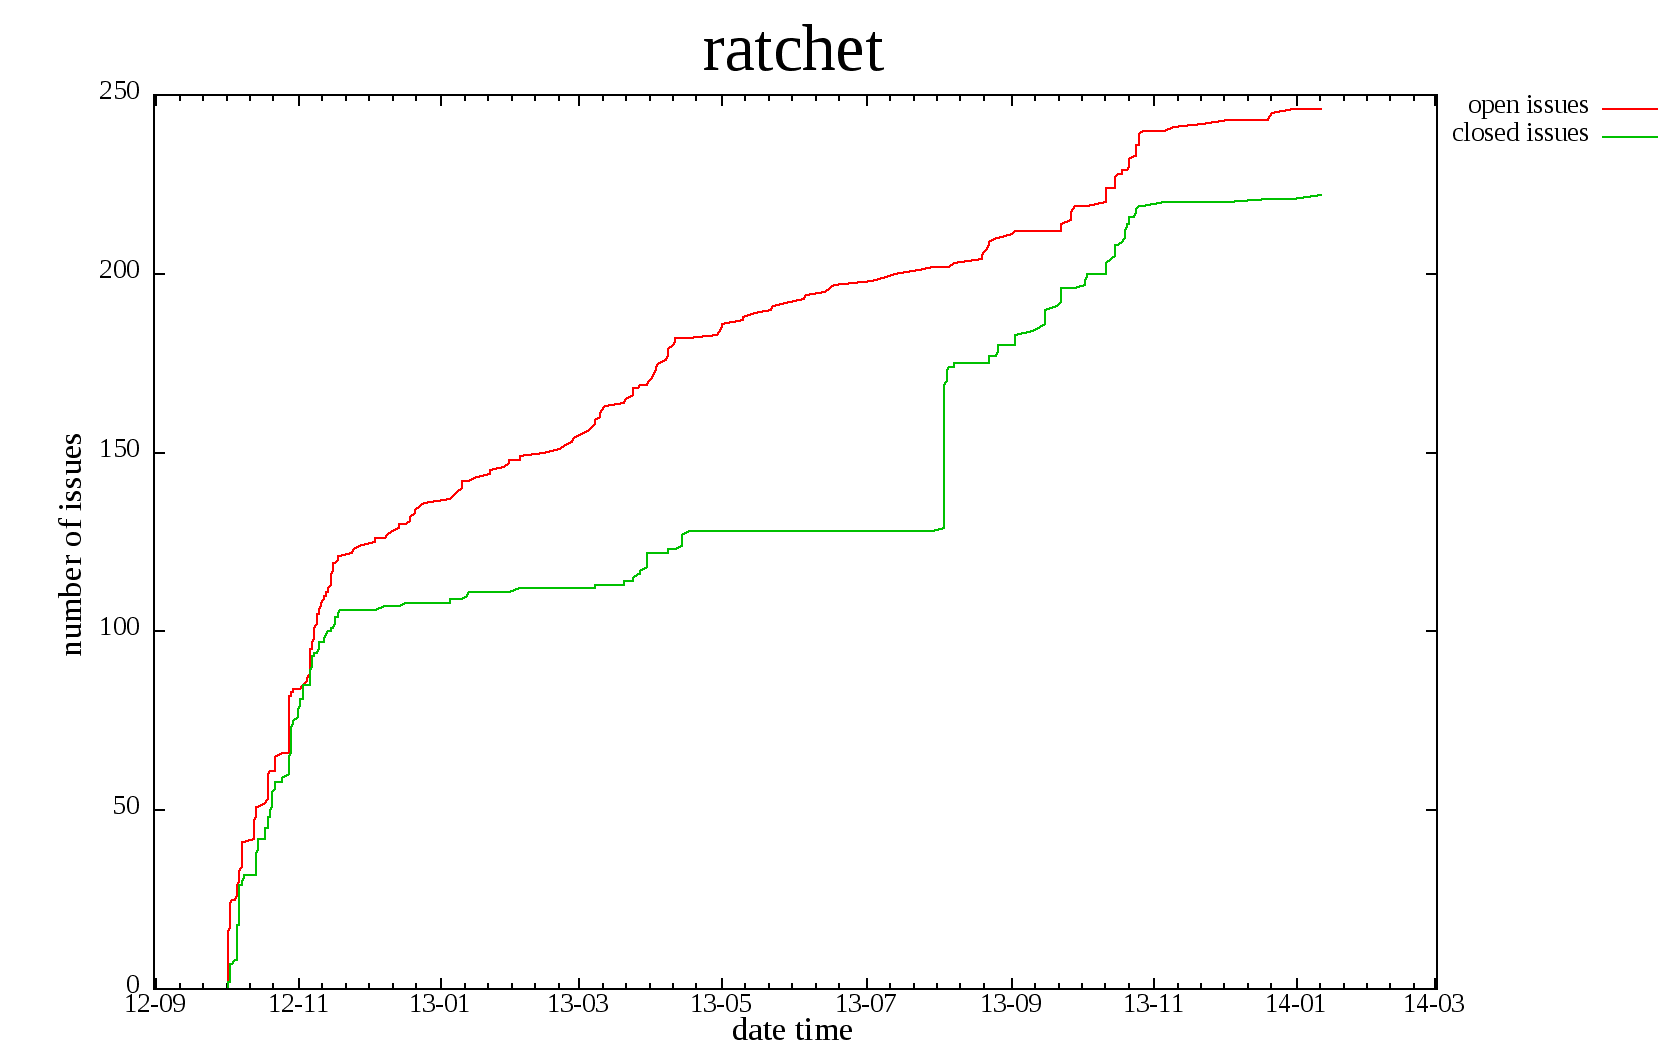 ratchet
open issues
closed issues
250
200
150
100
50
0
number of issues
12-09 12-11 13-01 13-03 13-05 13-07 13-09 13-11 14-01 14-03
date time